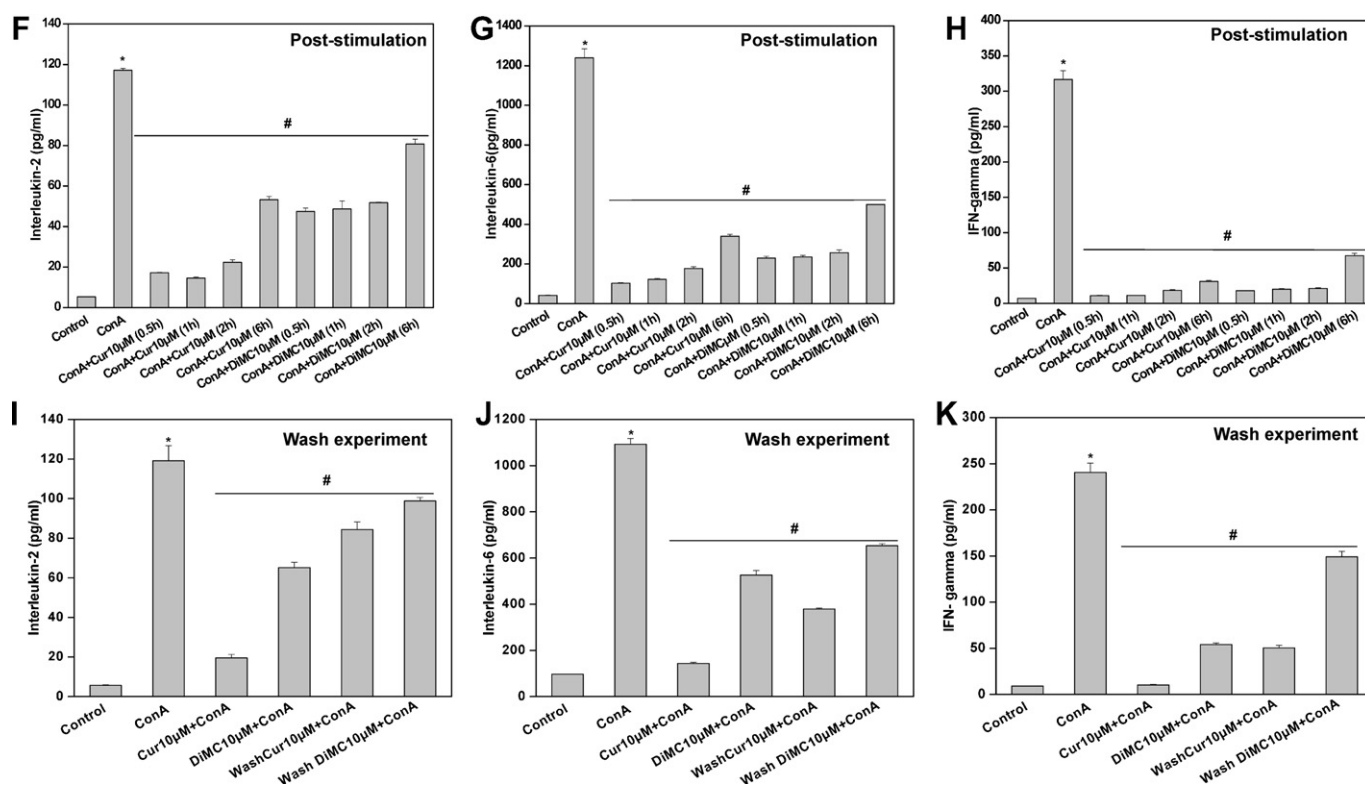 F
Post-stimulation
Interleukin-2 (pg/ml)
140
120
100
80
60
40
20
0
*
#
Control
ConA
ConA+Cur10µM (0.5h)
ConA+Cur10µM (1h)
ConA+Cur10µM (2h)
ConA+Cur10µM (6h)
ConA+DiMC10µM (0.5h)
ConA+DiMC10µM (1h)
ConA+DiMC10µM (2h)
ConA+DiMC10µM (6h)
G
Post-stimulation
Interleukin-6(pg/ml)
1400
1200
1000
800
600
400
200
0
*
#
Control
ConA
ConA+Cur10µM (0.5h)
ConA+Cur10µM (1h)
ConA+Cur10µM (2h)
ConA+Cur10µM (6h)
ConA+DiMCµM (0.5h)
ConA+DiMC10µM (1h)
ConA+DiMC10µM (2h)
ConA+DiMC10µM (6h)
H
Post-stimulation
IFN-gamma (pg/ml)
400
350
300
250
200
150
100
50
0
*
#
Control
ConA
ConA+Cur10µM (0.5h)
ConA+Cur10µM (1h)
ConA+Cur10µM (2h)
ConA+Cur10µM (6h)
ConA+DiMC10µM (0.5h)
ConA+DiMC10µM (1h)
ConA+DiMC10µM (2h)
ConA+DiMC10µM (6h)
I
Wash experiment
Interleukin-2 (pg/ml)
140
120
100
80
60
40
20
0
*
#
Control
ConA
Cur10µM+ConA
DiMC10µM+ConA
WashCur10µM+ConA
Wash DiMC10µM+ConA
J
Wash experiment
Interleukin-6 (pg/ml)
1200
1000
800
600
400
200
0
*
#
Control
ConA
Cur10µM+ConA
DiMC10µM+ConA
WashCur10µM+ConA
Wash DiMC10µM+ConA
K
Wash experiment
IFN- gamma (pg/ml)
300
250
200
150
100
50
0
*
#
Control
ConA
Cur10µM+ConA
DiMC10µM+ConA
WashCur10µM+ConA
Wash DiMC10µM+ConA